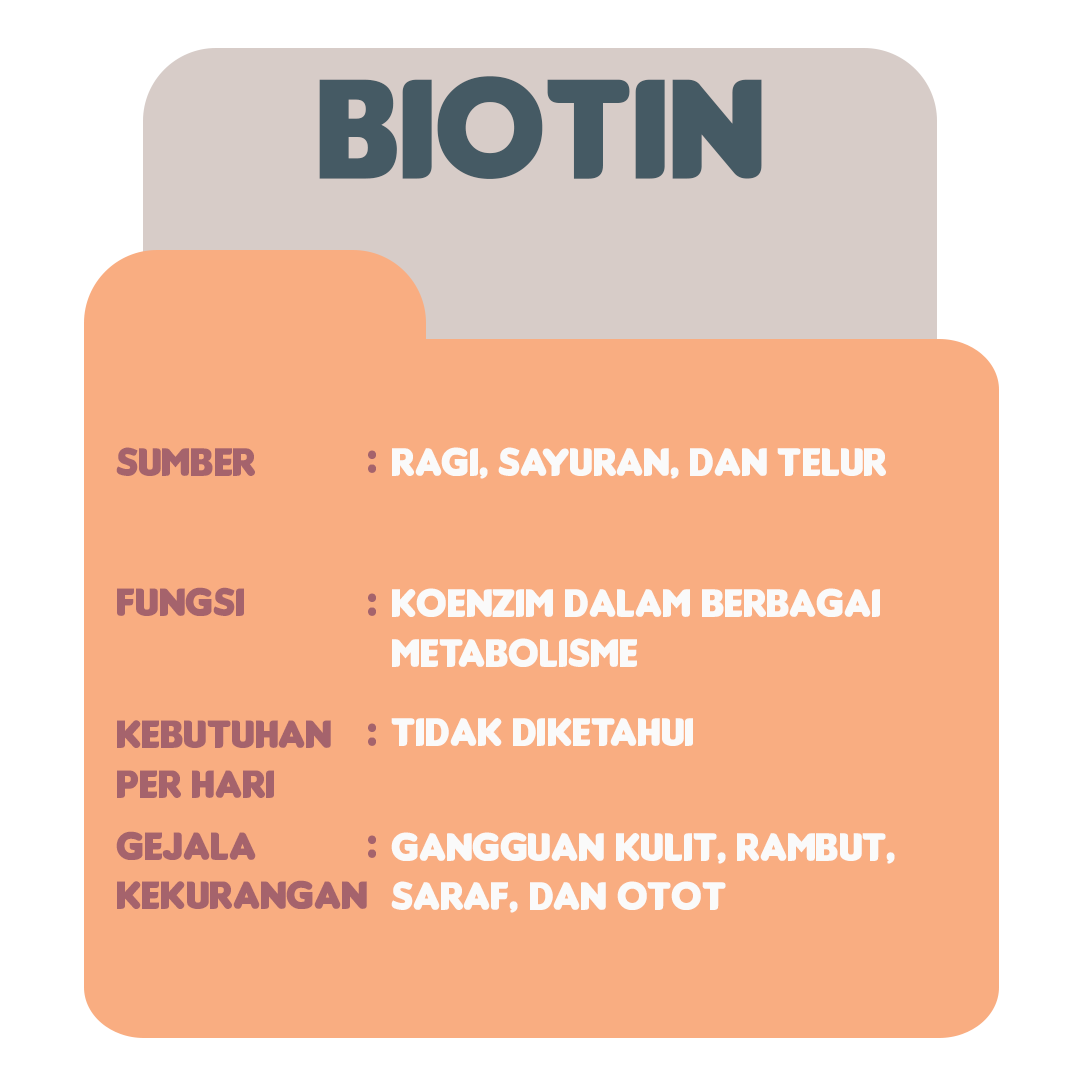 BIOTIN
SUMBER : RAGI, SAYURAN, DAN TELUR
FUNGSI : KOENZIM DALAM BERBAGAI
METABOLISME
KEBUTUHAN : TIDAK DIKETAHUI
PER HARI
GEJALA : GANGGUAN KULIT, RAMBUT,
KEKURANGAN SARAF, DAN OTOT